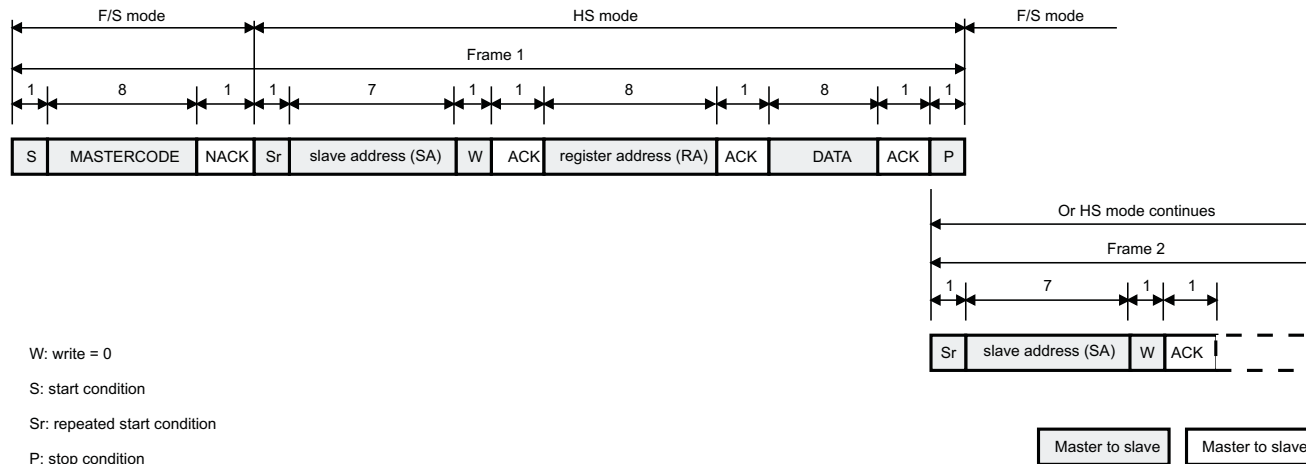 F/S mode HS mode F/S mode
Frame 1
1 8 1 1 7 1 1 8 1 8 1 1
S MASTERCODE NACK Sr slave address (SA) W ACK register address (RA) ACK DATA ACK P
Or HS mode continues
Frame 2
1 7 1 1
Sr slave address (SA) W ACK
W: write = 0
S: start condition
Sr: repeated start condition
P: stop condition
Master to slave Master to slave